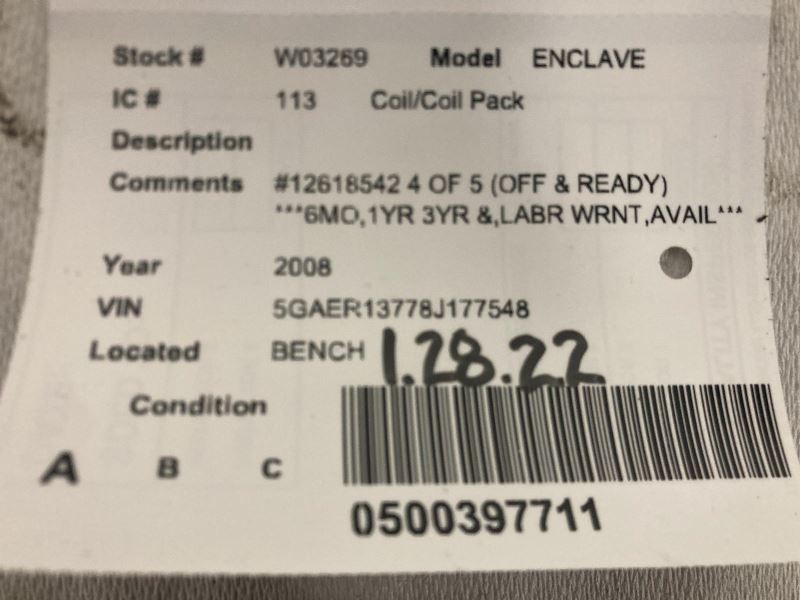 Stock # W03269 Model ENCLAVE
IC # 113 Coil/Coil Pack
Description
Comments #12618542 4 OF 5 (OFF & READY)
***6MO,1YR 3YR &,LABR WRNT,AVAIL***
Year 2008
VIN 5GAER13778J177548
Located BENCH 1.28.22
Condition
A B C
0500397711